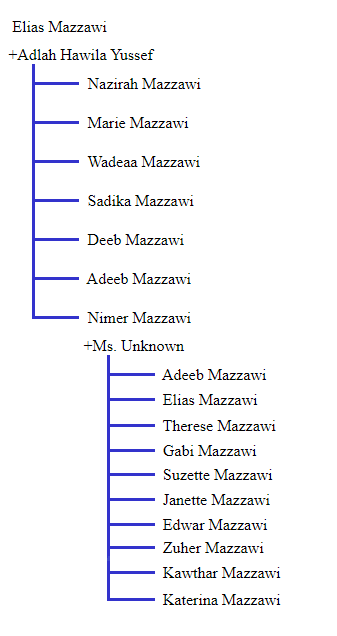 Elias Mazzawi
+Adlah Hawila Yussef
Nazirah Mazzawi
Marie Mazzawi
Wadeaa Mazzawi
Sadika Mazzawi
Deeb Mazzawi
Adeeb Mazzawi
Nimer Mazzawi
+Ms. Unknown
Adeeb Mazzawi
Elias Mazzawi
Therese Mazzawi
Gabi Mazzawi
Suzette Mazzawi
Janette Mazzawi
Edwar Mazzawi
Zuher Mazzawi
Kawthar Mazzawi
Katerina Mazzawi